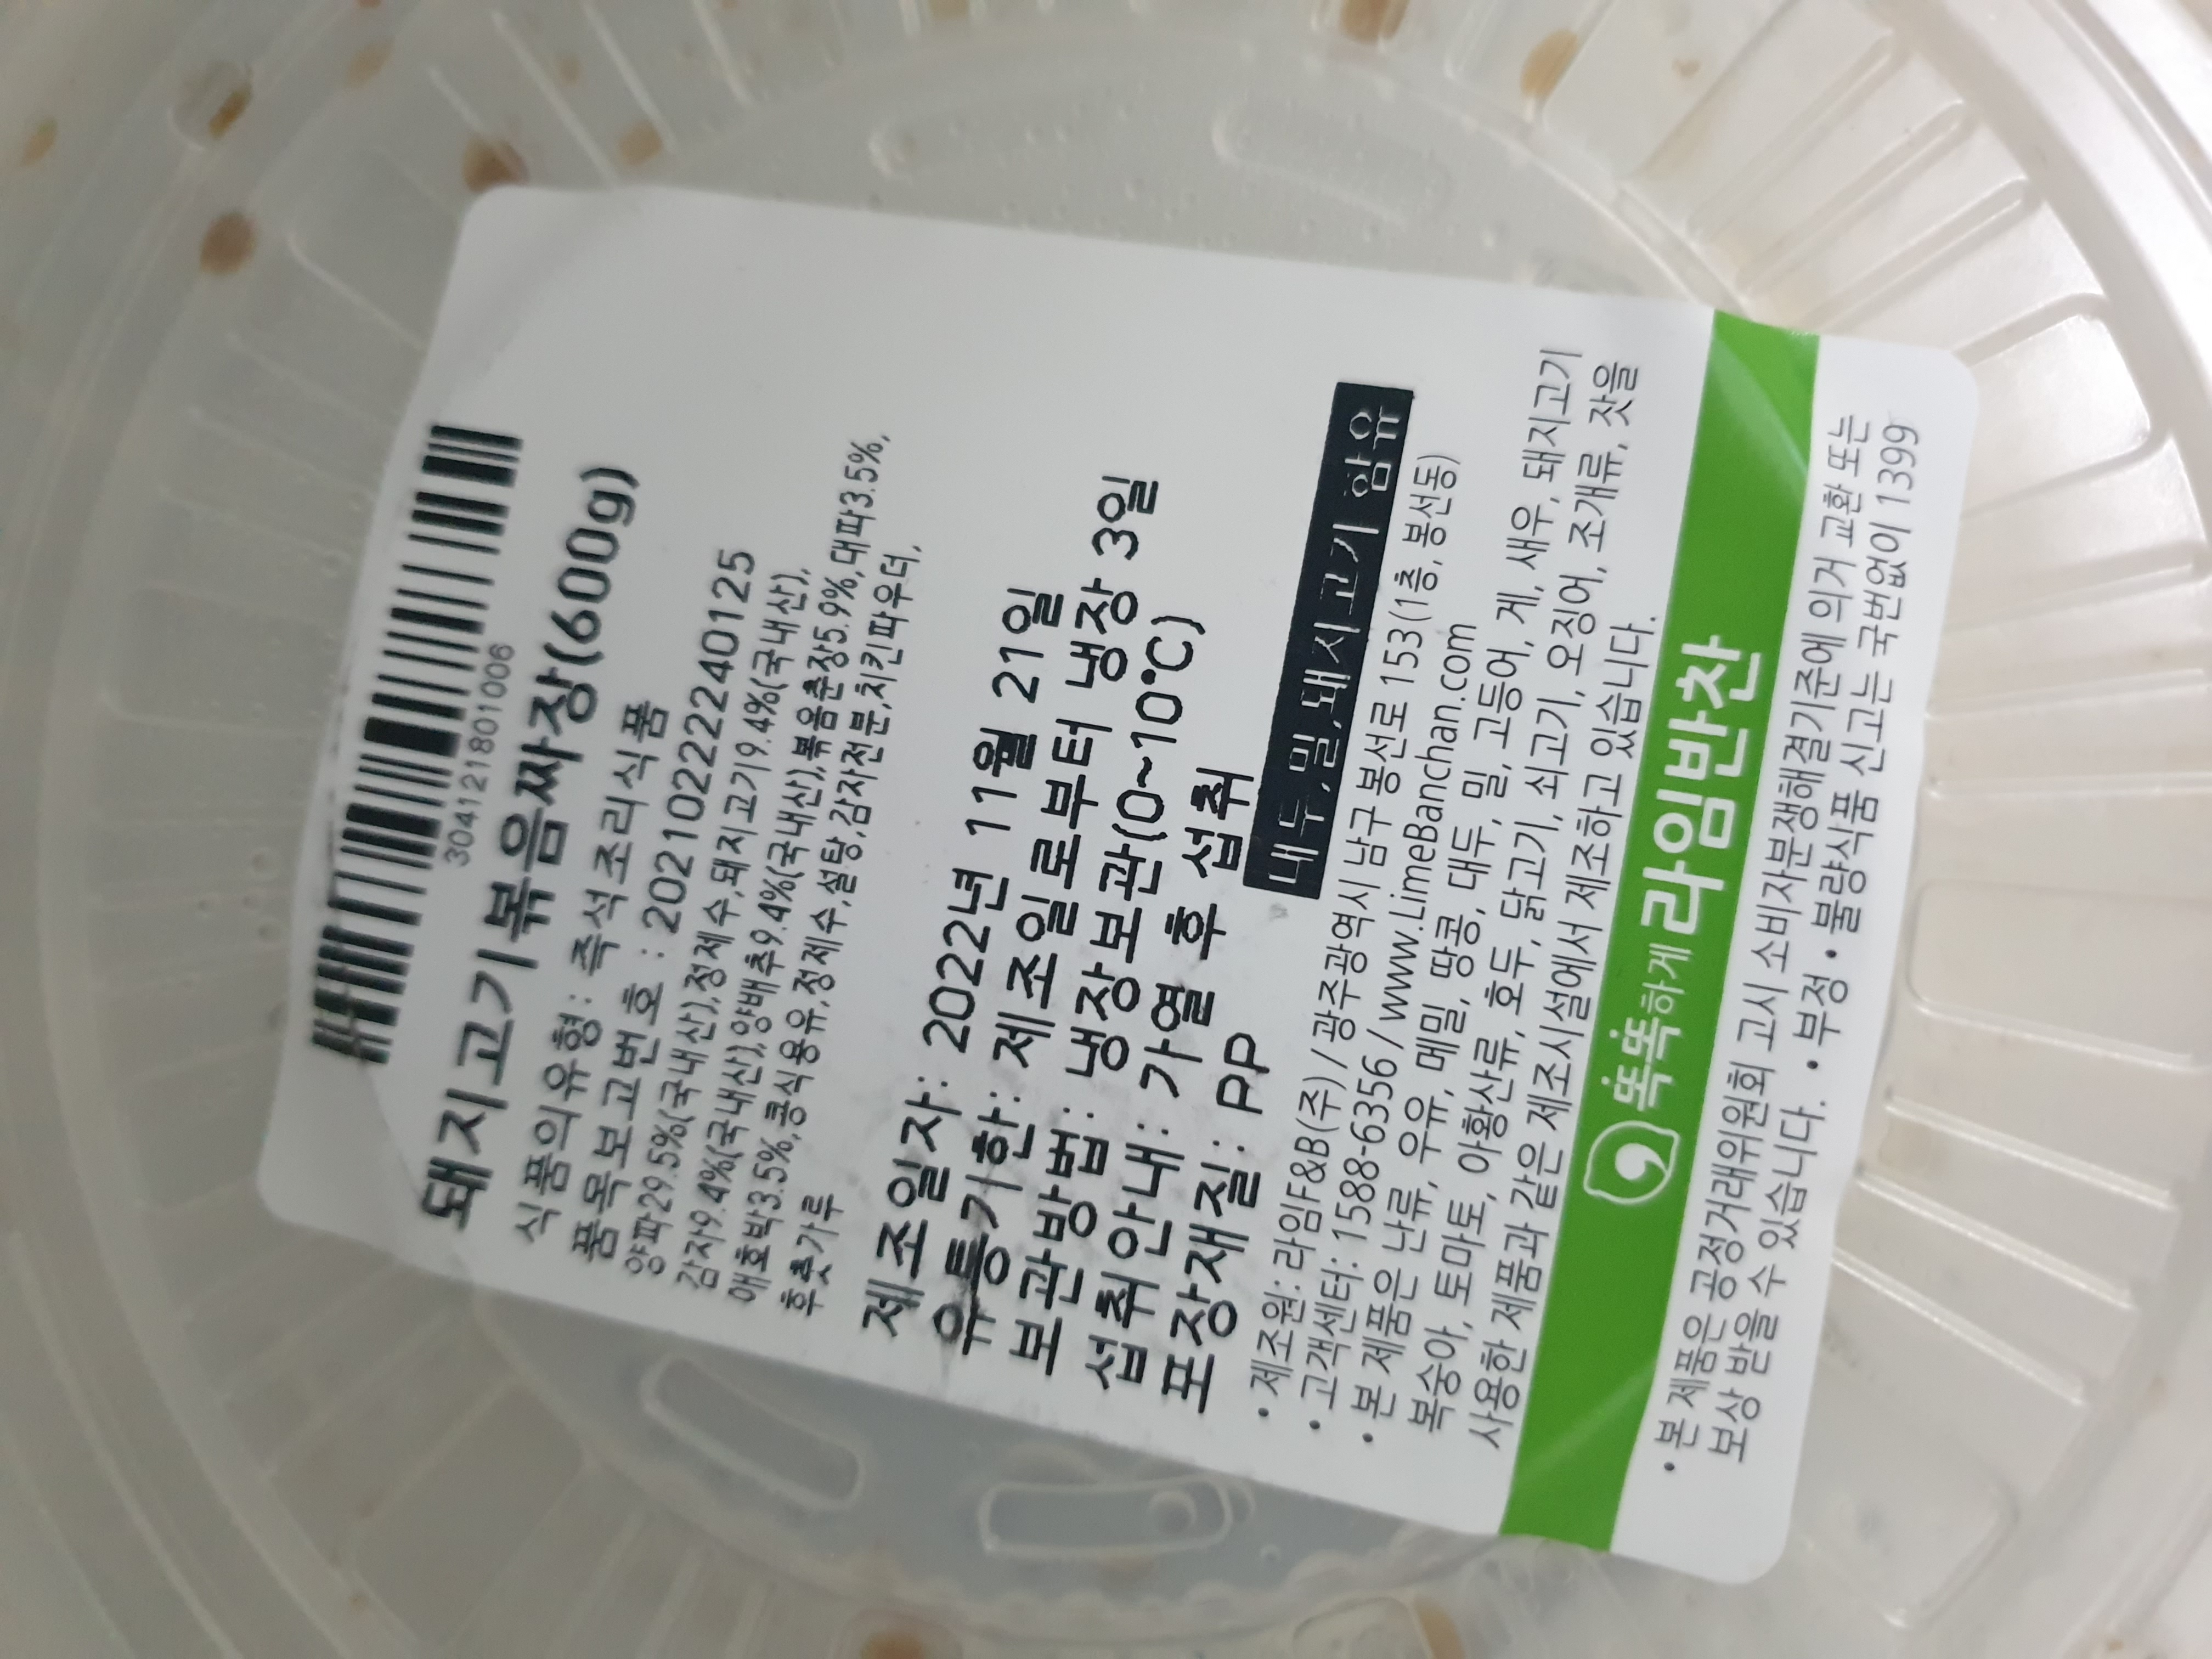 3041218010006
돼지고기볶음짜장(600g)
식품의유형: 즉석조리식품
품목보고번호 : 20210222240125
양파29.5%(국내산),정제수,돼지고기9.4%(국내산),
감자9.4%(국내산),양배추9.4%(국내산),볶음춘장5.9%,대파3.5%,
애호박3.5%,콩식용유,정제수,설탕,감자전분,치킨파우더,
후춧가루
제조일자: 2022년 11월 21일
유통기한: 제조일로부터 냉장 3일
보관방법: 냉장보관(0~10℃)
섭취안내: 가열 후 섭취
포장재질: PP
대두,밀,돼지고기 함유
• 제조원: 라임F&B(주) / 광주광역시 남구 봉선로 153(1층, 봉선동)
• 고객센터: 1588-6356 / www.LimeBanchan.com
• 본 제품은 난류, 우유, 메밀, 땅콩, 대두, 밀, 고등어, 게, 새우, 돼지고기
복숭아, 토마토, 아황산류, 호두, 닭고기, 쇠고기, 오징어, 조개류, 잣을
사용한 제품과 같은 제조시설에서 제조하고 있습니다.
똑똑하게 라임반찬
• 본 제품은 공정거래위원회 고시 소비자분쟁해결기준에 의거 교환 또는
보상 받을 수 있습니다. • 부정 • 불량식품 신고는 국번없이 1399